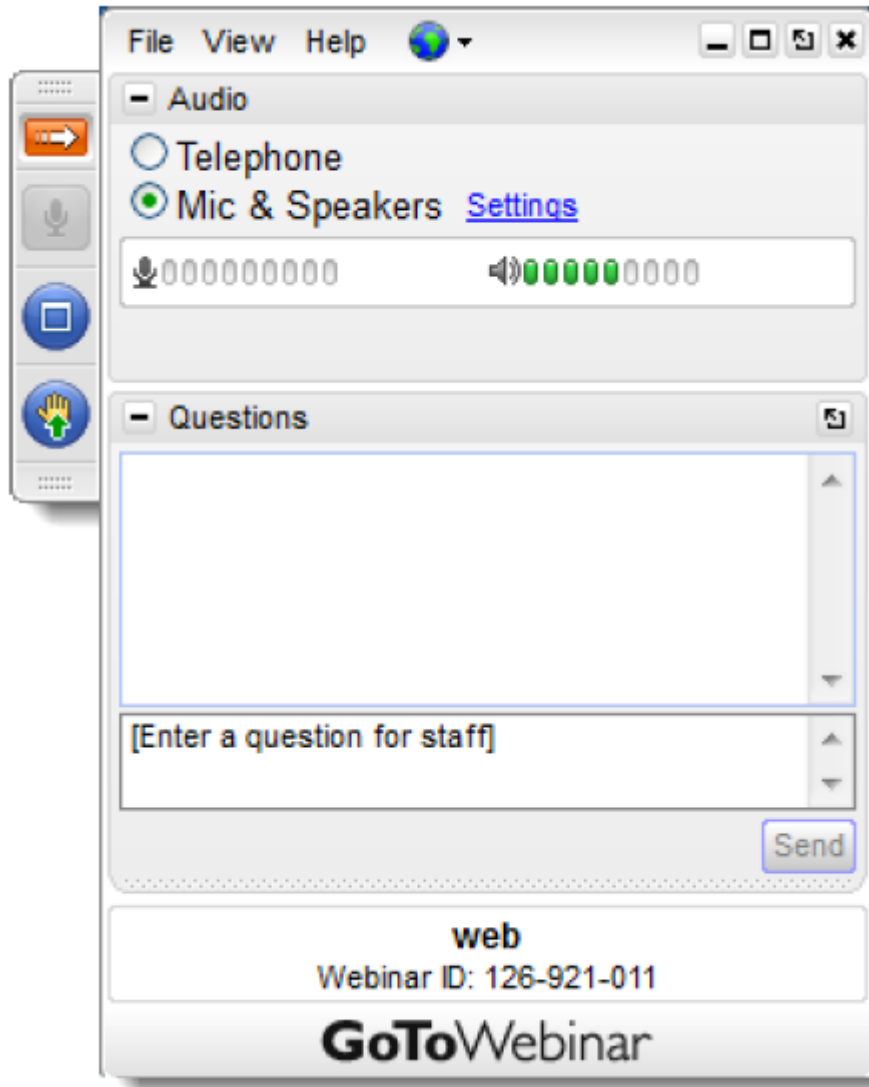 File View Help
Audio
Telephone
Mic & Speakers Settings
Questions
[Enter a question for staff]
Send
web
Webinar ID: 126-921-011
GoToWebinar